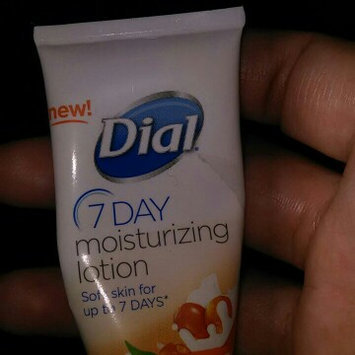 new!
Dial
7 DAY
moisturizing
lotion
Soft skin for
up to 7 DAYS*